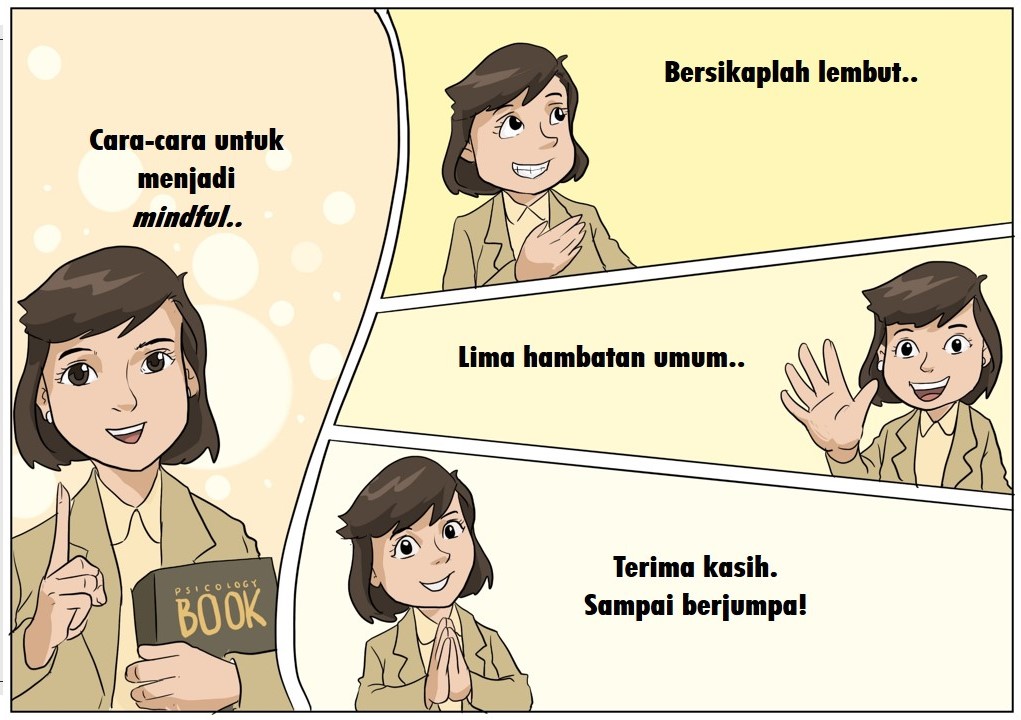 Cara-cara untuk
menjadi
mindful..
PSICOLOGY
BOOK
Bersikaplah lembut..
Lima hambatan umum..
Terima kasih.
Sampai berjumpa!